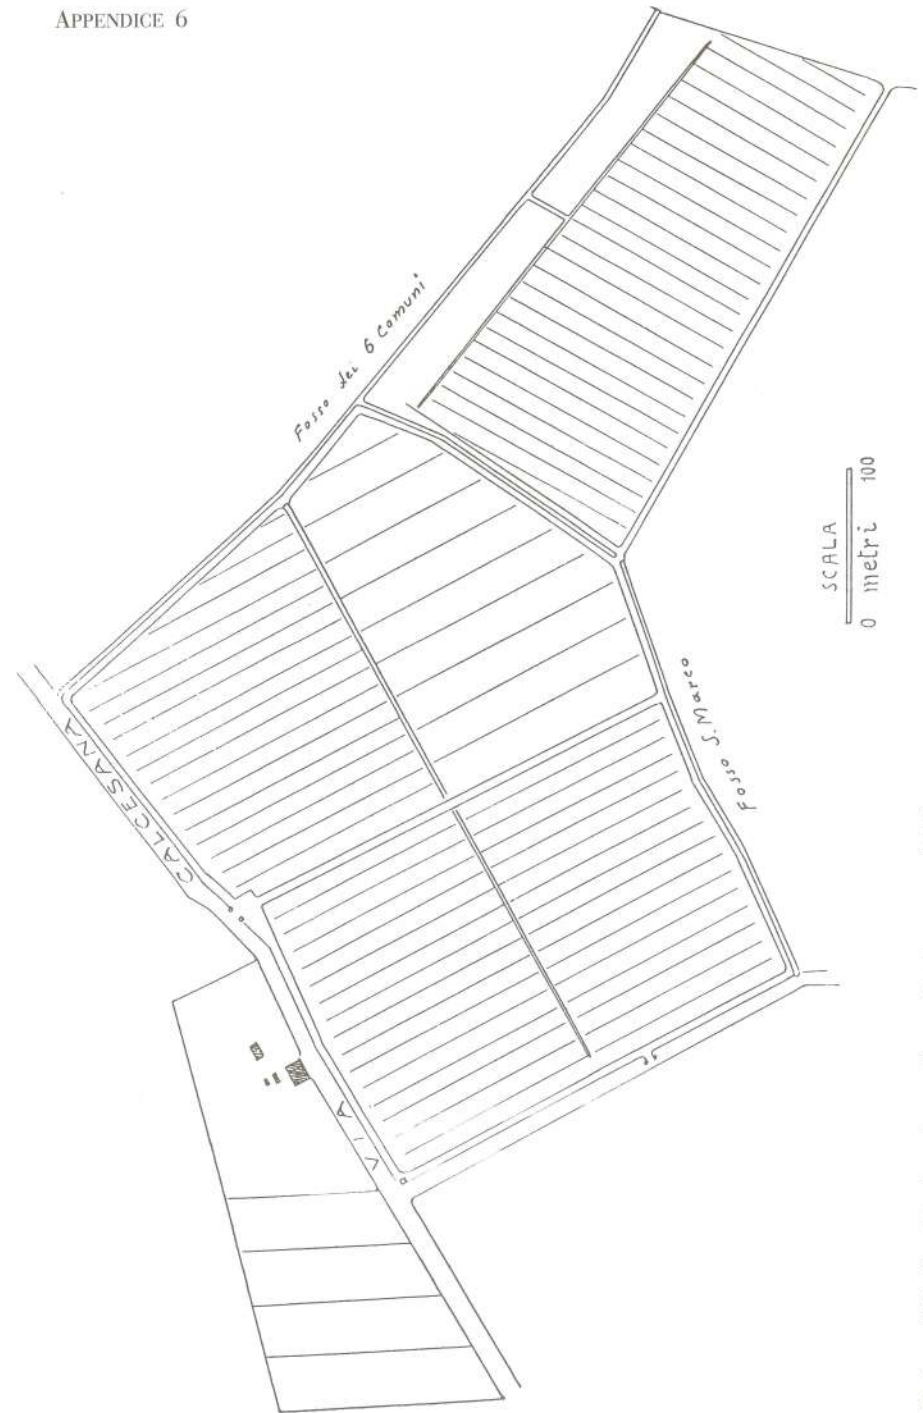 APPENDICE 6
Fosso dei 6 Comuni
VIA CALCESANA
Fosso S. Marco
SCALA
0 metri 100